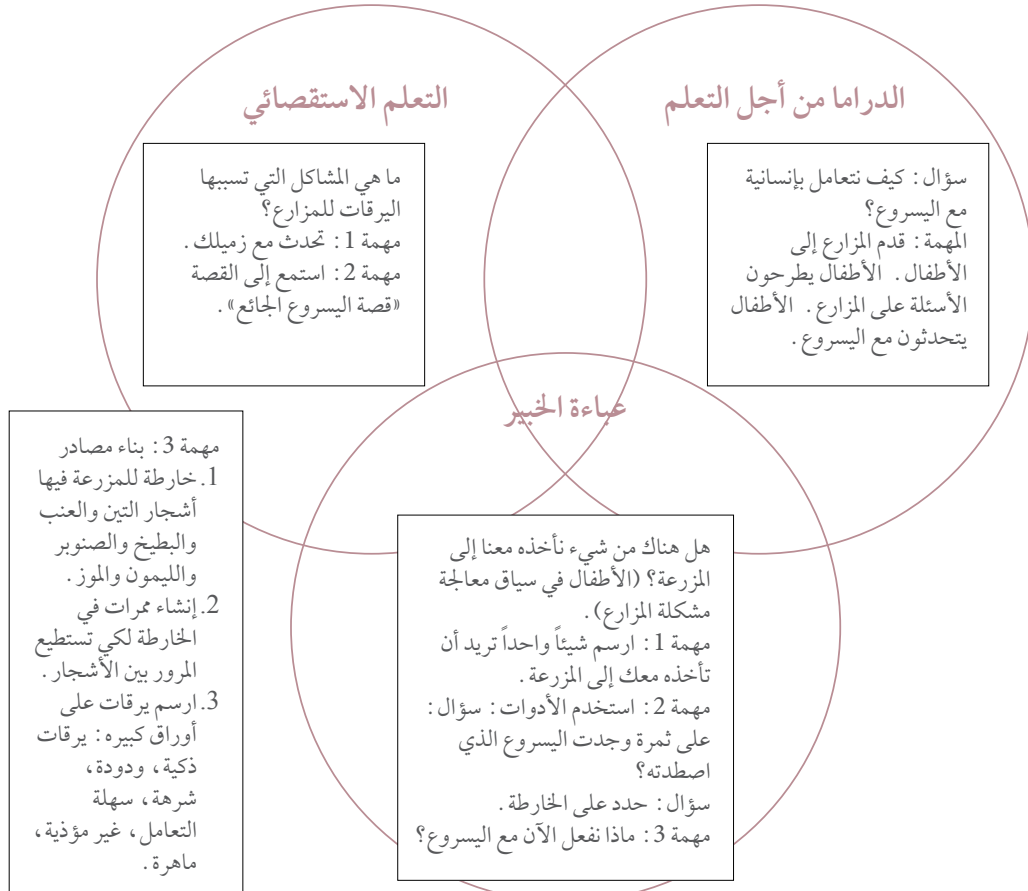 الدراما من أجل التعلم
التعلم الاستقصائي
سؤال: كيف نتعامل بإنسانية
مع اليسروع؟
المهمة: قدم المزارع إلى
الأطفال. الأطفال يطرحون
الأسئلة على المزارع. الأطفال
يتحدثون مع اليسروع.
ما هي المشاكل التي تسببها
اليرقات للمزارع؟
مهمة 1: تحدث مع زميلك.
مهمة 2: استمع إلى القصة
«قصة اليسروع الجائع».
عباءة الخبير
هل هناك من شيء نأخذه معنا إلى
المزرعة؟ (الأطفال في سياق معالجة
مشكلة المزارع).
مهمة 1: ارسم شيئاً واحداً تريد أن
تأخذه معك إلى المزرعة.
مهمة 2: استخدم الأدوات: سؤال:
على ثمرة وجدت اليسروع الذي
اصطدته؟
سؤال: حدد على الخارطة.
مهمة 3: ماذا نفعل الآن مع اليسروع؟
مهمة 3: بناء مصادر
1. خارطة للمزرعة فيها
أشجار التين والعنب
والبطيخ والصنوبر
والليمون والموز.
2. إنشاء ممرات في
الخارطة لكي تستطيع
المرور بين الأشجار.
3. ارسم يرقات على
أوراق كبيره: يرقات
ذكية، ودودة،
شرهة، سهلة
التعامل، غير مؤذية،
ماهرة.